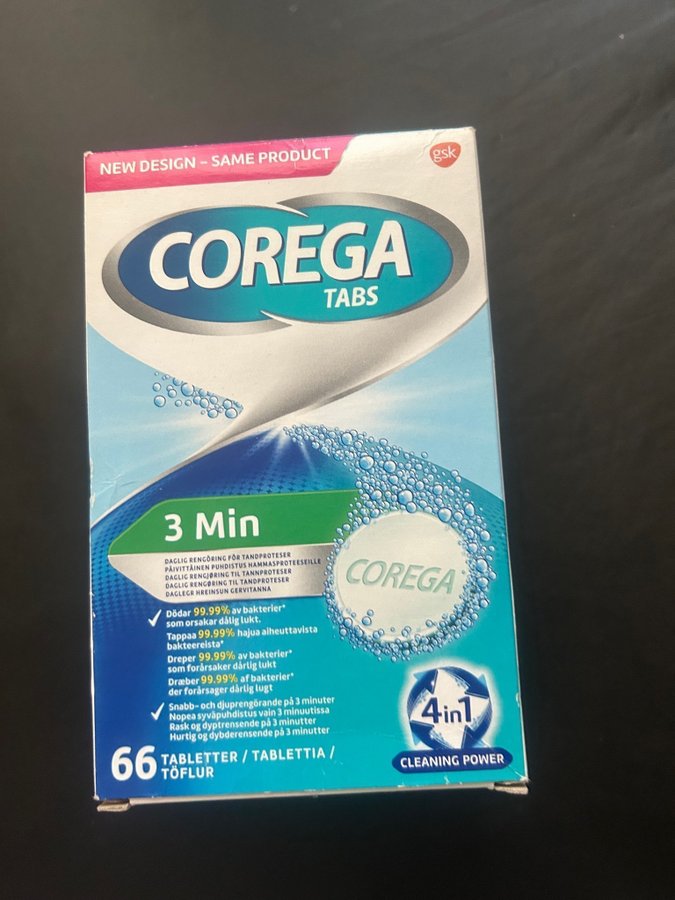 NEW DESIGN – SAME PRODUCT
gsk
COREGA
TABS
3 Min
DAGLIG RENGÖRING FÖR TANDPROTESER
PÄIVITTÄINEN PUHDISTUS HAMMASPROTEESEILLE
DAGLIG RENGJØRING TIL TANNPROTESER
DAGLIG RENGØRING TIL TANDPROTESER
DAGLEGR HREINSUN GERVITANNA
COREGA
Dödar 99.99% av bakterier*
som orsakar dålig lukt.
Tappaa 99.99% hajua aiheuttavista
bakteereista*
Dreper 99.99% av bakterier*
som forårsaker dårlig lukt
Dræber 99.99% af bakterier*
der forårsager dårlig lugt
Snabb- och djuprengörande på 3 minuter
Nopea syväpuhdistus vain 3 minuutissa
Rask og dyptrensende på 3 minutter
Hurtig og dybderensende på 3 minutter
4in1
CLEANING POWER
66 TABLETTER / TABLETTIA /
TÖFLUR